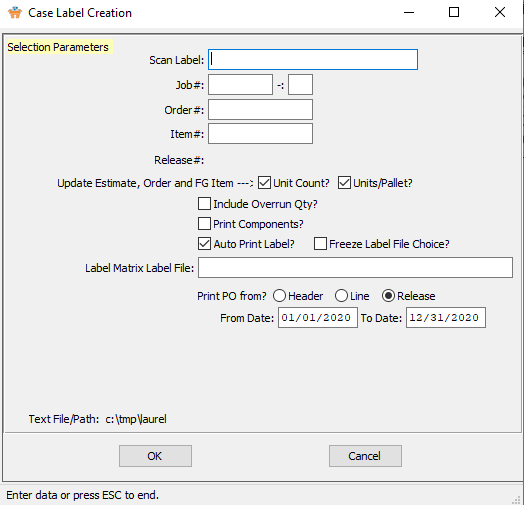 Case Label Creation
Selection Parameters
Scan Label:
Job#: -:
Order#:
Item#:
Release#:
Update Estimate, Order and FG Item ---> Unit Count? Units/Pallet?
Include Overrun Qty?
Print Components?
Auto Print Label? Freeze Label File Choice?
Label Matrix Label File:
Print PO from? Header Line Release
From Date: 01/01/2020 To Date: 12/31/2020
Text File/Path: c:\tmp\laurel
OK Cancel
Enter data or press ESC to end.